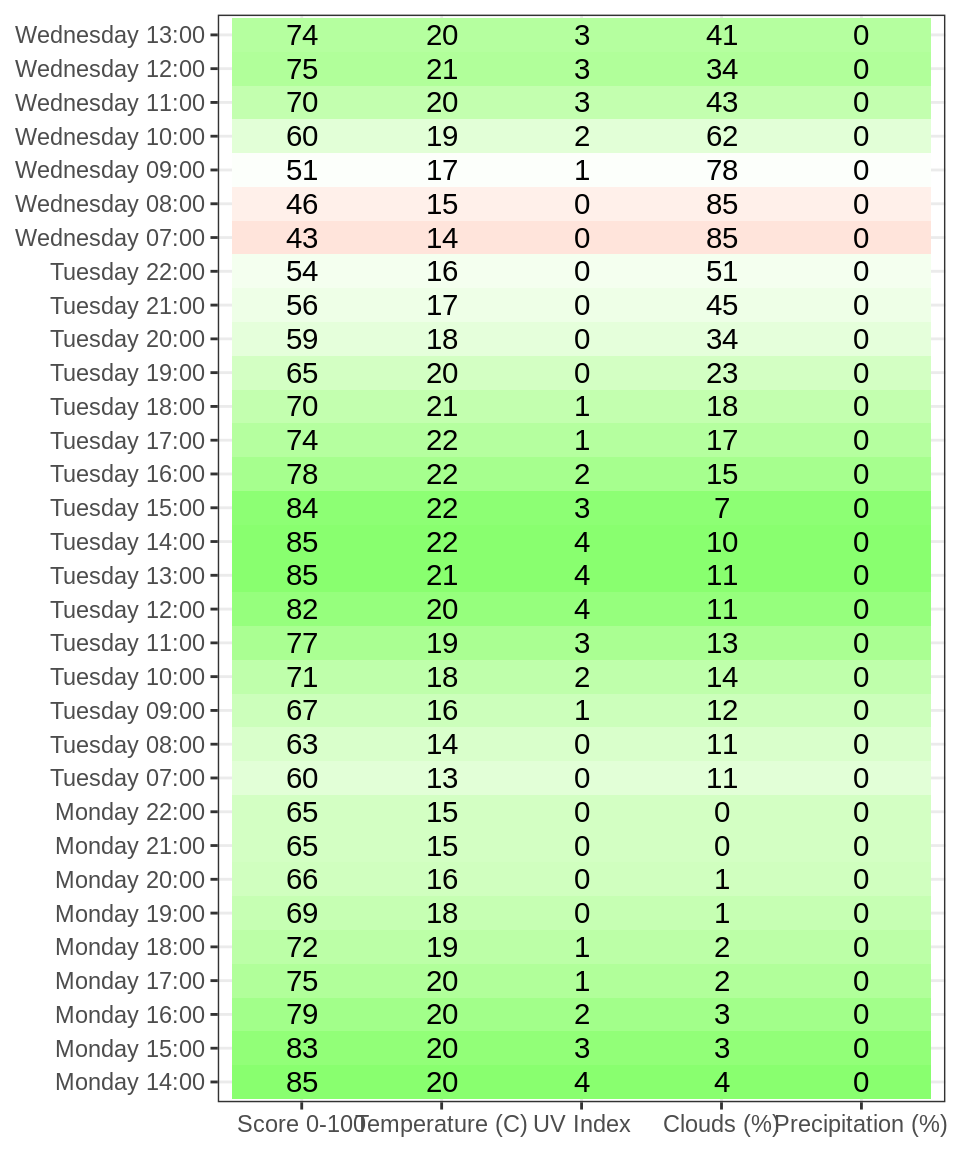 Wednesday 13:00 74 20 3 41 0
Wednesday 12:00 75 21 3 34 0
Wednesday 11:00 70 20 3 43 0
Wednesday 10:00 60 19 2 62 0
Wednesday 09:00 51 17 1 78 0
Wednesday 08:00 46 15 0 85 0
Wednesday 07:00 43 14 0 85 0
Tuesday 22:00 54 16 0 51 0
Tuesday 21:00 56 17 0 45 0
Tuesday 20:00 59 18 0 34 0
Tuesday 19:00 65 20 0 23 0
Tuesday 18:00 70 21 1 18 0
Tuesday 17:00 74 22 1 17 0
Tuesday 16:00 78 22 2 15 0
Tuesday 15:00 84 22 3 7 0
Tuesday 14:00 85 22 4 10 0
Tuesday 13:00 85 21 4 11 0
Tuesday 12:00 82 20 4 11 0
Tuesday 11:00 77 19 3 13 0
Tuesday 10:00 71 18 2 14 0
Tuesday 09:00 67 16 1 12 0
Tuesday 08:00 63 14 0 11 0
Tuesday 07:00 60 13 0 11 0
Monday 22:00 65 15 0 0 0
Monday 21:00 65 15 0 0 0
Monday 20:00 66 16 0 1 0
Monday 19:00 69 18 0 1 0
Monday 18:00 72 19 1 2 0
Monday 17:00 75 20 1 2 0
Monday 16:00 79 20 2 3 0
Monday 15:00 83 20 3 3 0
Monday 14:00 85 20 4 4 0
Score 0-100 Temperature (C) UV Index Clouds (%) Precipitation (%)